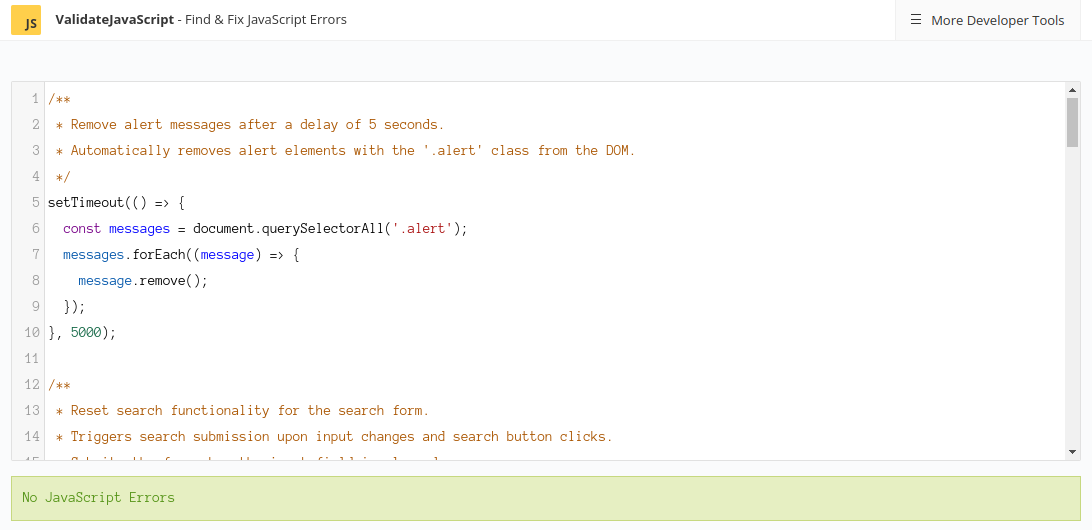 JS
ValidateJavaScript - Find & Fix JavaScript Errors
☰ More Developer Tools
1 /**
2  * Remove alert messages after a delay of 5 seconds.
3  * Automatically removes alert elements with the '.alert' class from the DOM.
4  */
5 setTimeout(() => {
6   const messages = document.querySelectorAll('.alert');
7   messages.forEach((message) => {
8     message.remove();
9   });
10 }, 5000);
11
12 /**
13  * Reset search functionality for the search form.
14  * Triggers search submission upon input changes and search button clicks.
No JavaScript Errors